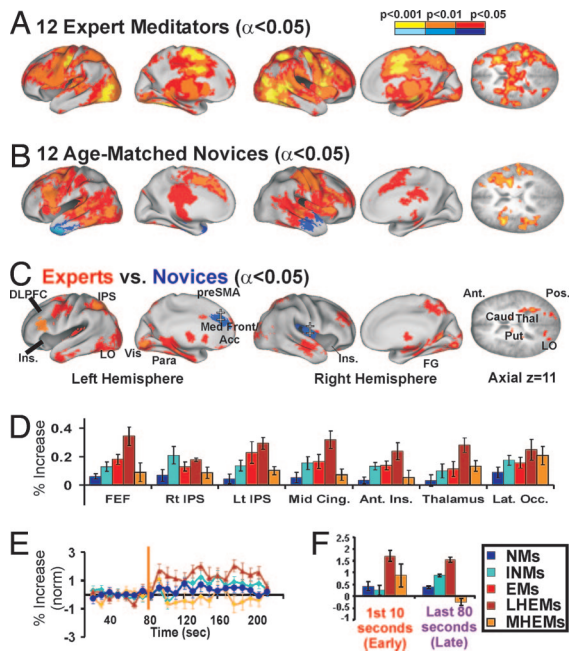 A 12 Expert Meditators (α<0.05)
p<0.001 p<0.01 p<0.05
B 12 Age-Matched Novices (α<0.05)
C Experts vs. Novices (α<0.05)
DLPFC IPS preSMA Ant. Pos.
Med Front/ Caud Thal
Acc Put
Ins. LO Vis Para Ins. FG LO
Left Hemisphere Right Hemisphere Axial z=11
D
% Increase
0.4
0.2
0
FEF Rt IPS Lt IPS Mid Cing. Ant. Ins. Thalamus Lat. Occ.
E
% Increase
(norm)
3
1
-1
-3
40 80 120 160 200
Time (sec)
F
2.5
2
1.5
1
0.5
0
-0.5
-1
1st 10
seconds
(Early)
Last 80
seconds
(Late)
NMs
INMs
EMs
LHEMs
MHEMs